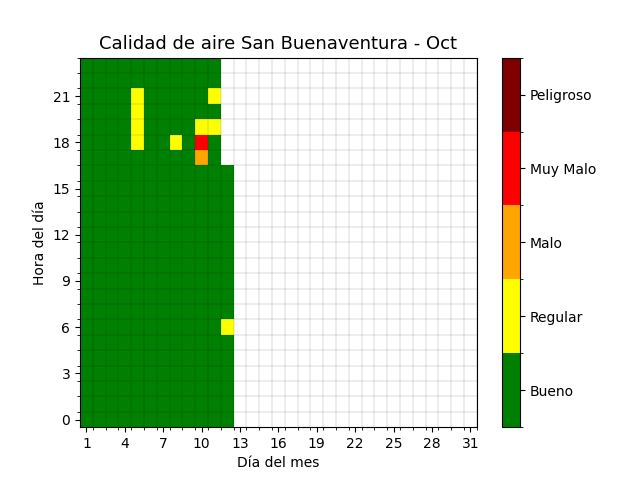 Calidad de aire San Buenaventura - Oct
Hora del día
21
18
15
12
9
6
3
0
1 4 7 10 13 16 19 22 25 28 31
Día del mes
Peligroso
Muy Malo
Malo
Regular
Bueno